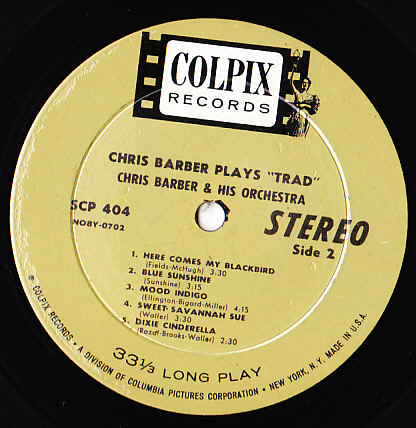 COLPIX
RECORDS
CHRIS BARBER PLAYS "TRAD"
CHRIS BARBER & HIS ORCHESTRA
SCP 404
NO8Y-0702
STEREO
Side 2
1. HERE COMES MY BLACKBIRD
(Fields-McHugh) 3:30
2. BLUE SUNSHINE
(Sunshine) 3:15
3. MOOD INDIGO
(Ellington-Bigard-Miller) 4:15
4. SWEET SAVANNAH SUE
(Waller) 3:30
5. DIXIE CINDERELLA
(Razaf-Brooks-Waller) 2:30
33⅓ LONG PLAY
© COLPIX RECORDS • A DIVISION OF COLUMBIA PICTURES CORPORATION • NEW YORK, N.Y. MADE IN U.S.A.